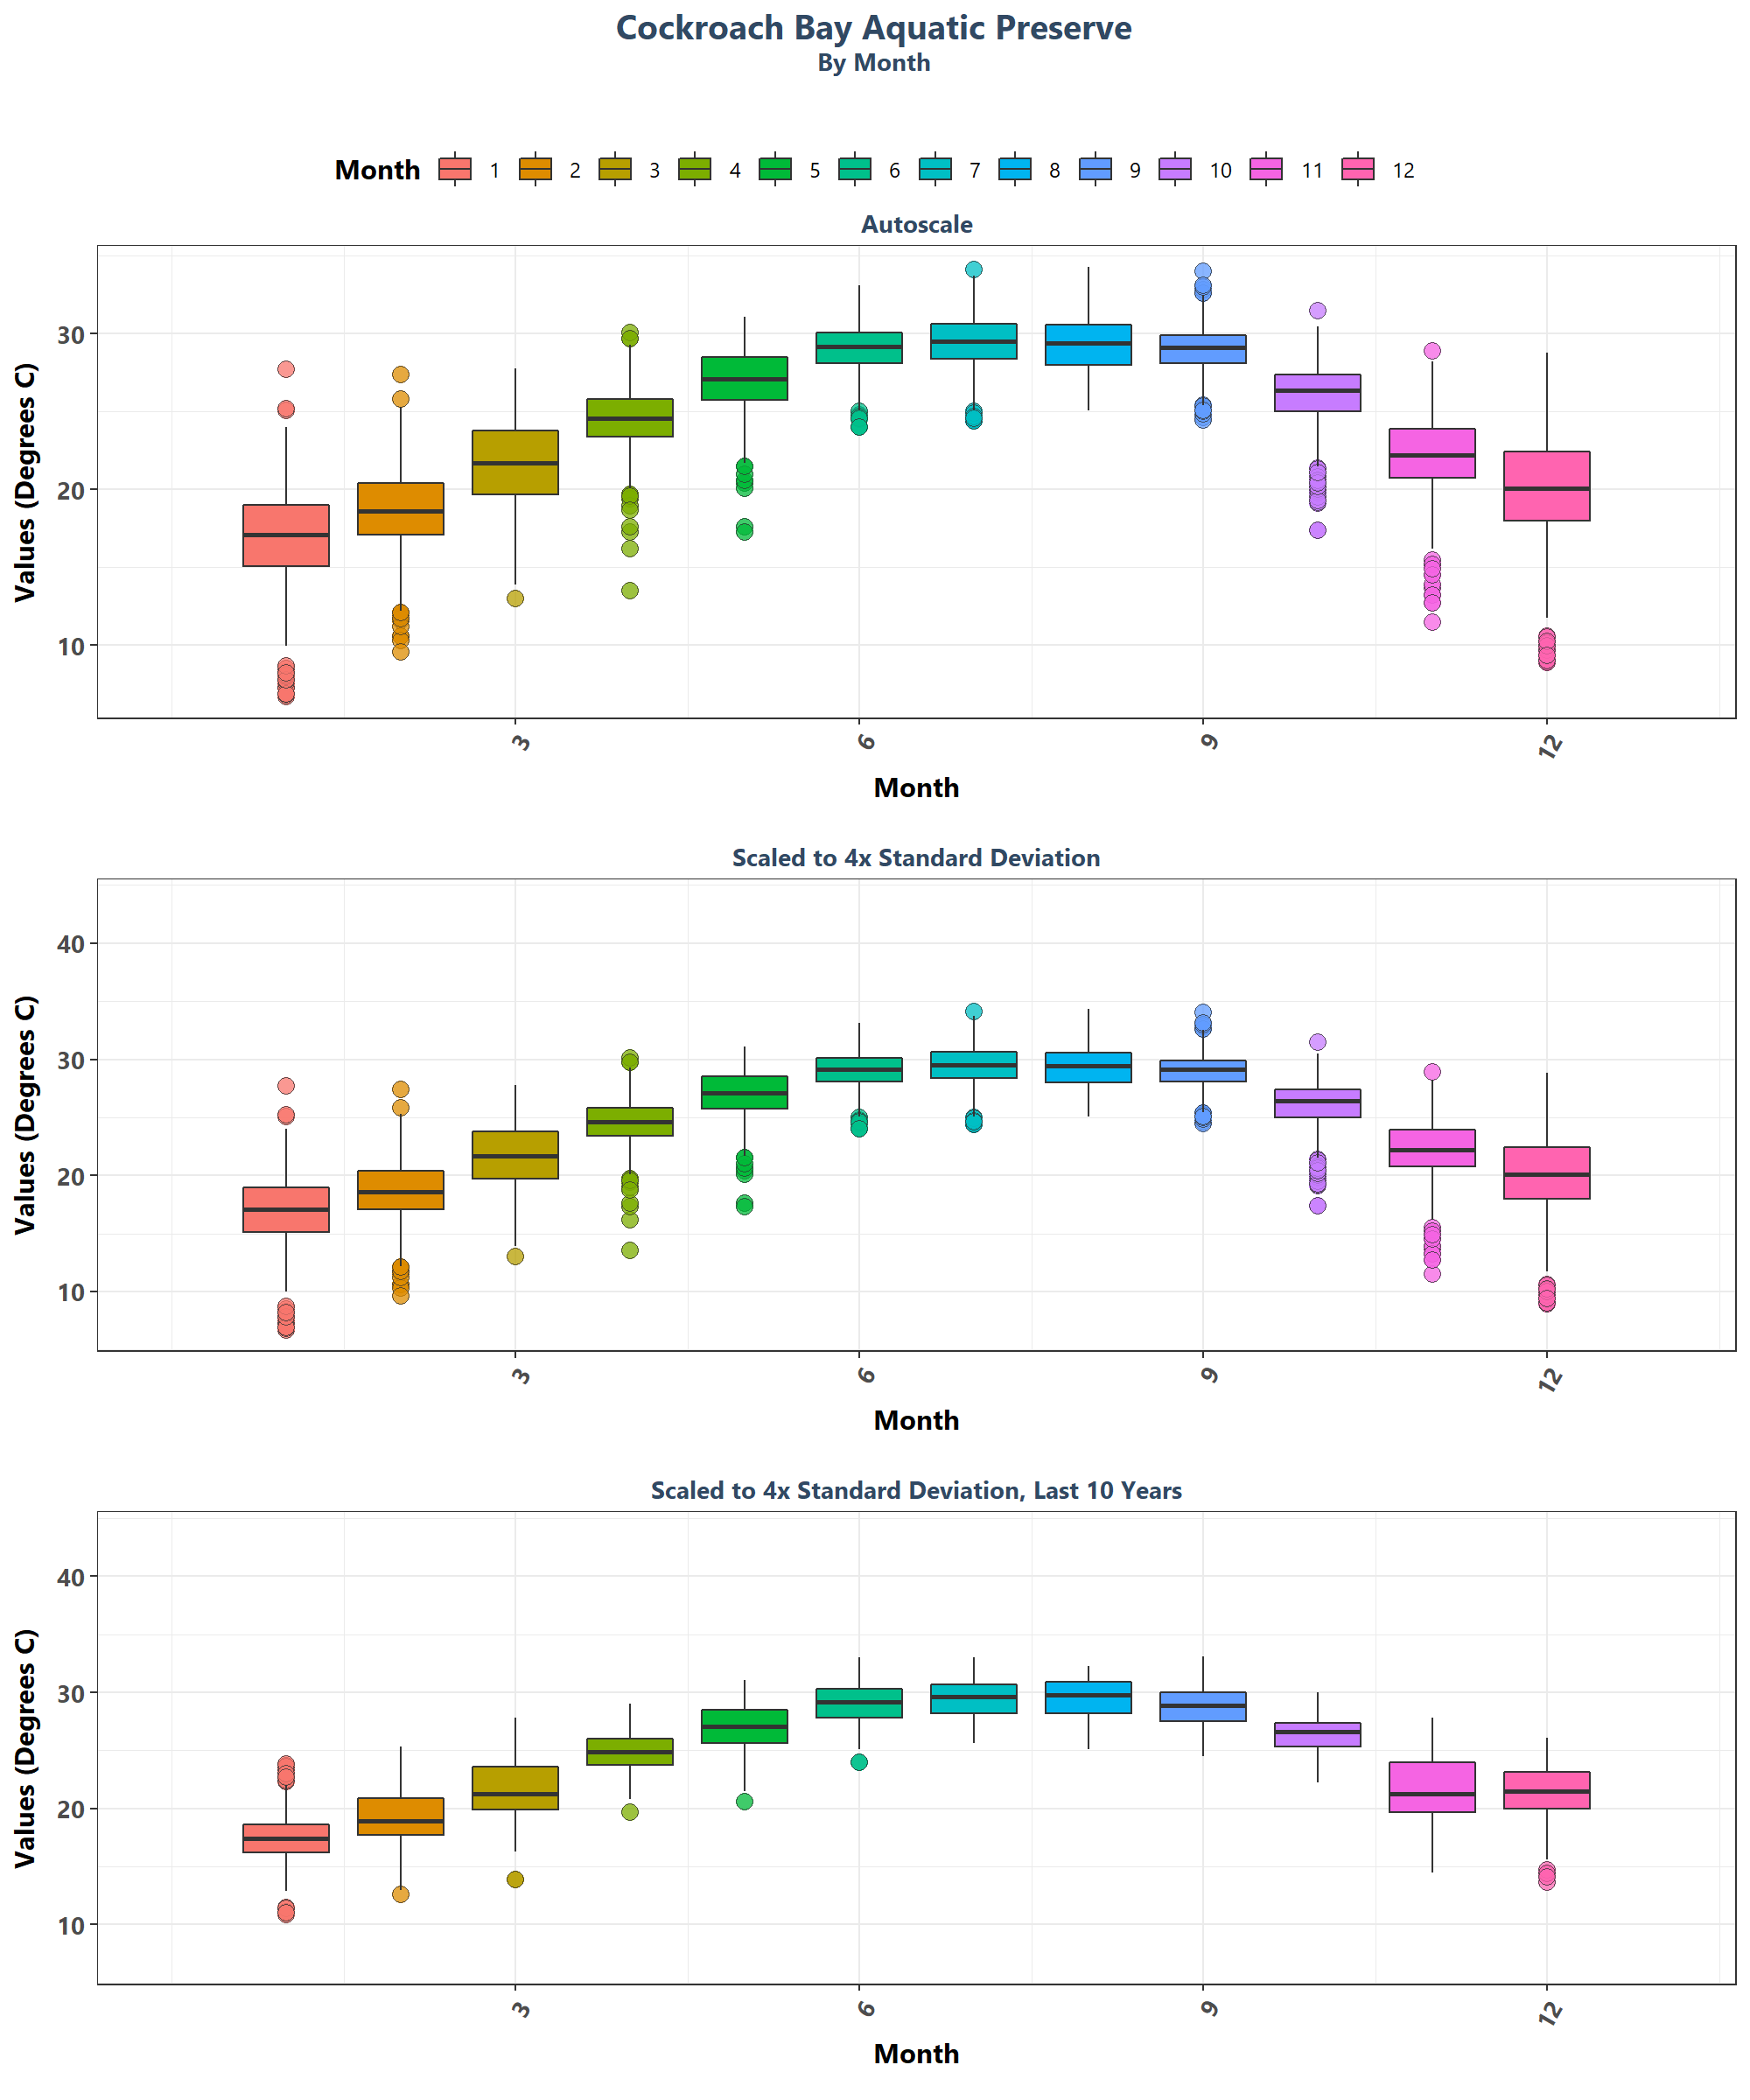 Cockroach Bay Aquatic Preserve
By Month
Month 1 2 3 4 5 6 7 8 9 10 11 12
Autoscale
Values (Degrees C)
30
20
10
3 6 9 12
Month
Scaled to 4x Standard Deviation
Values (Degrees C)
40
30
20
10
3 6 9 12
Month
Scaled to 4x Standard Deviation, Last 10 Years
Values (Degrees C)
40
30
20
10
3 6 9 12
Month